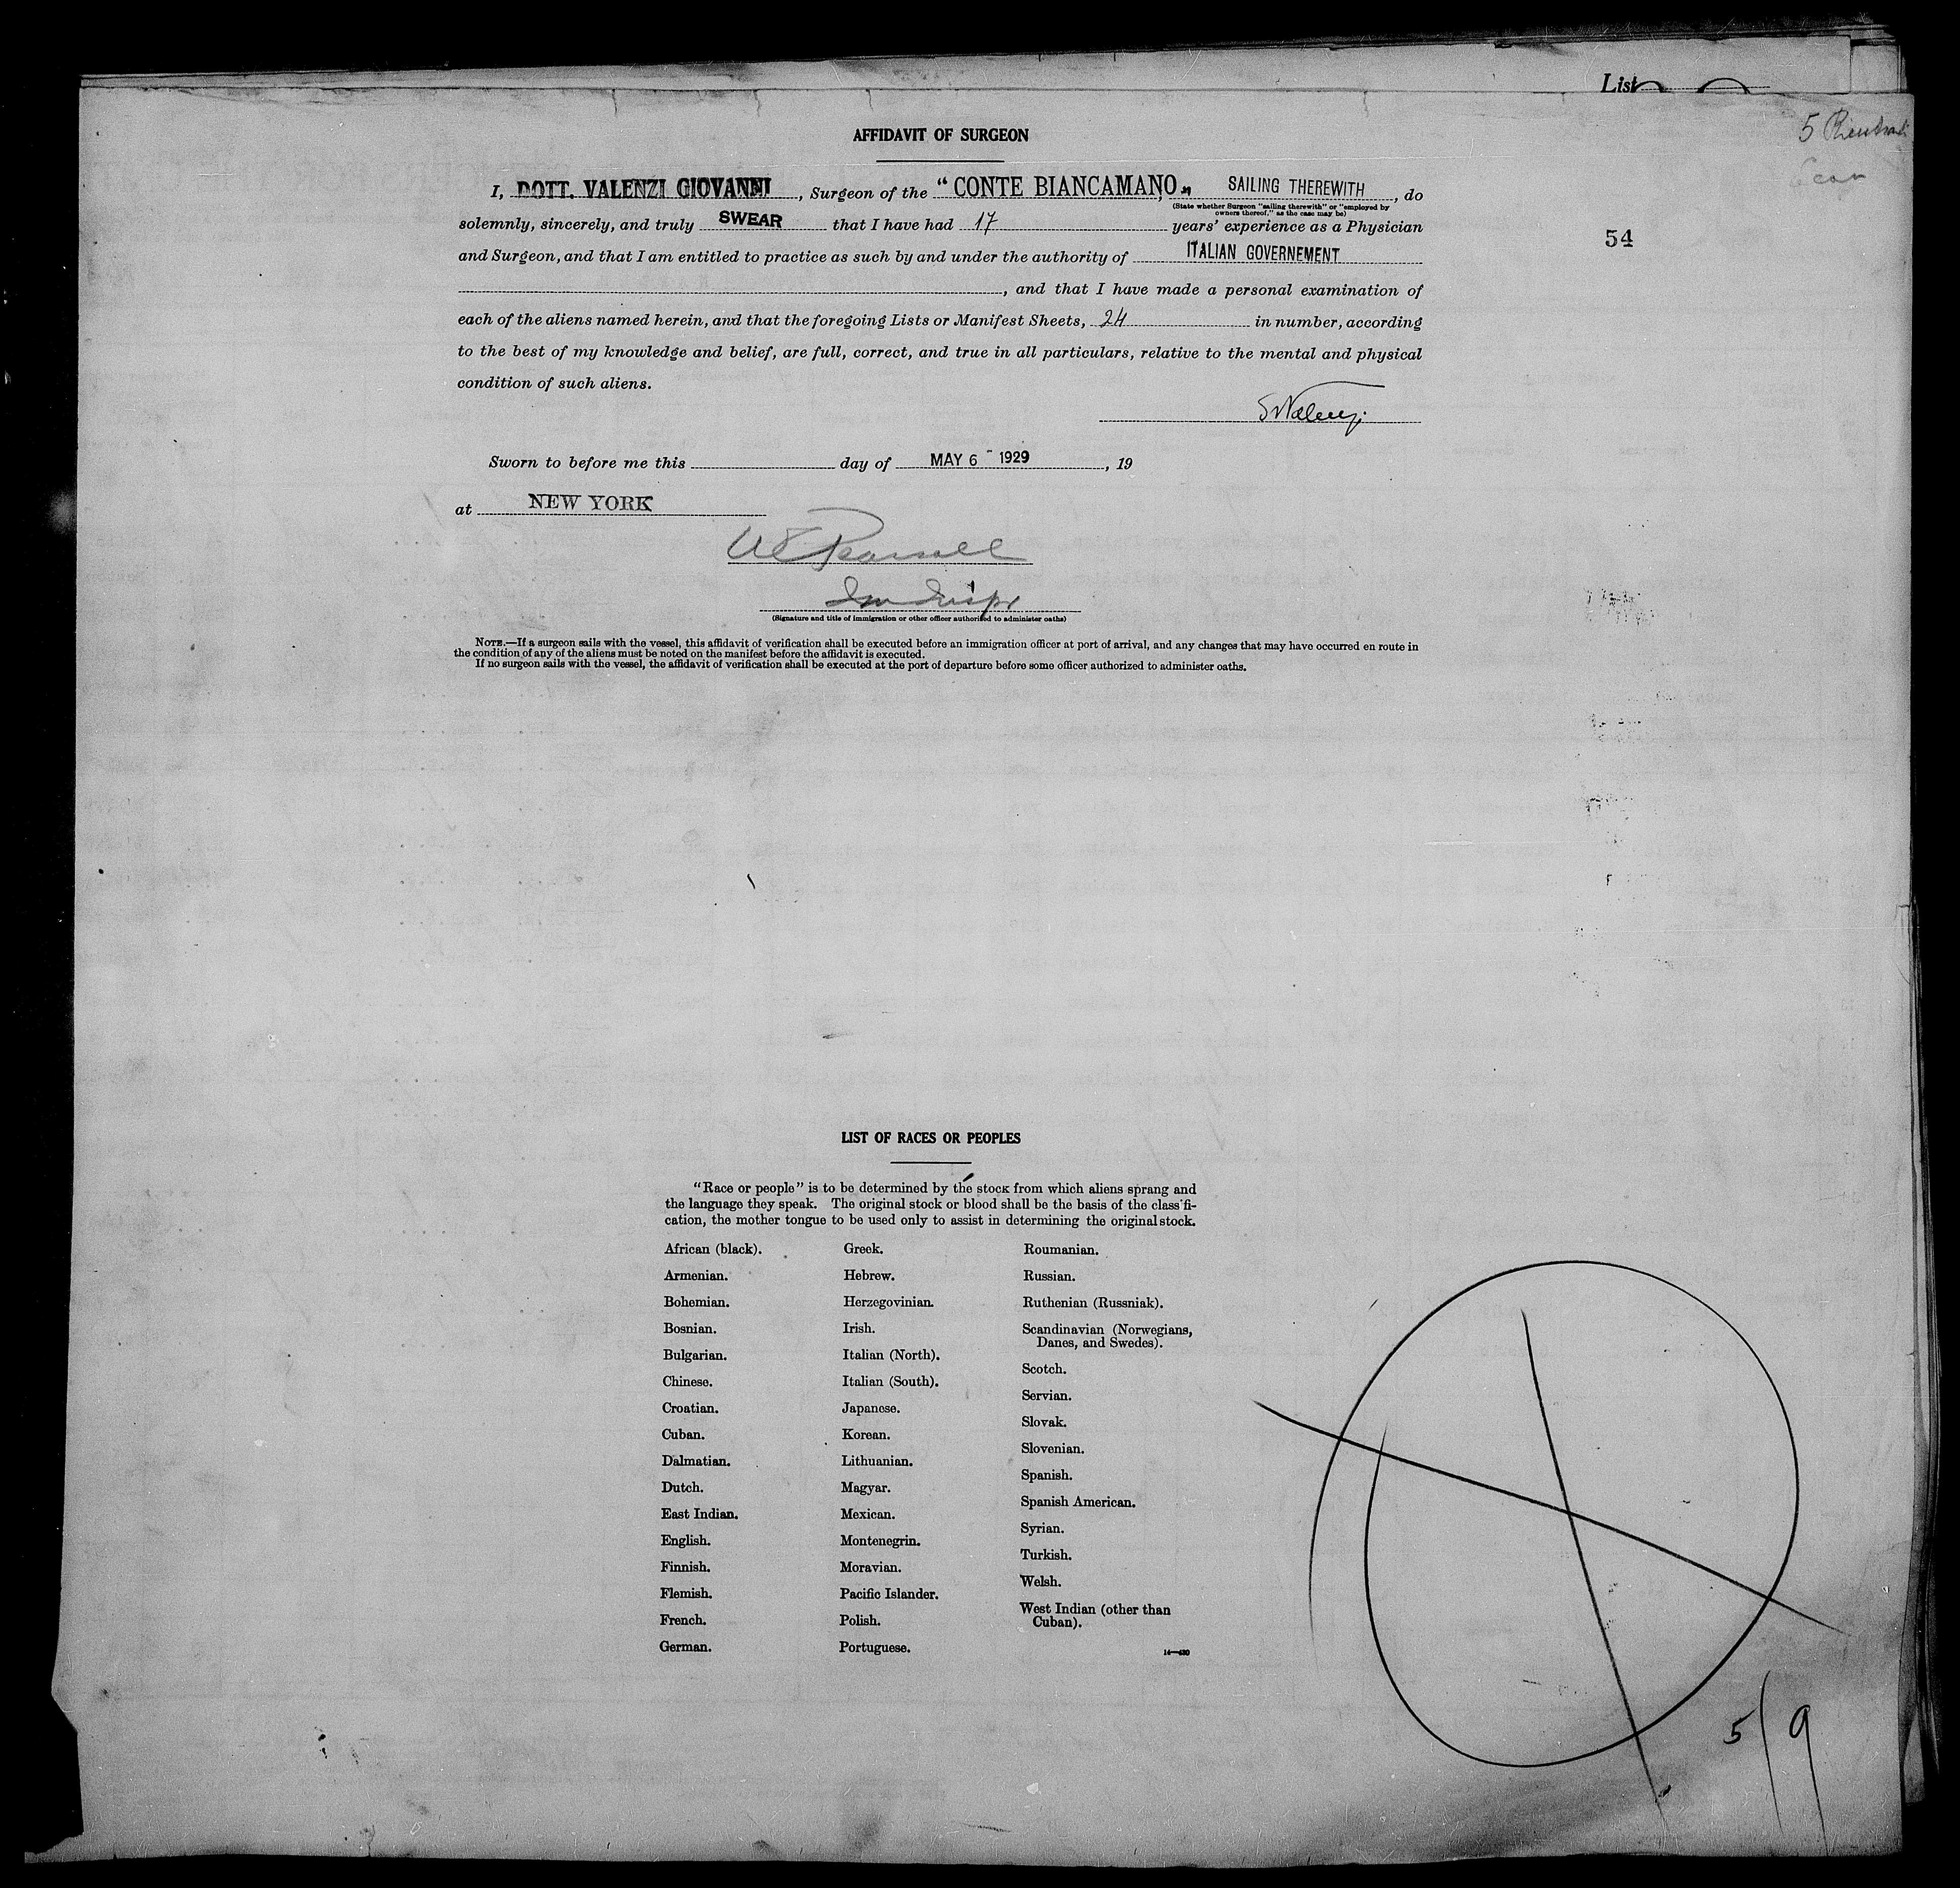 List
5
AFFIDAVIT OF SURGEON
I, DOTT. VALENZI GIOVANNI, Surgeon of the "CONTE BIANCAMANO," SAILING THEREWITH, do
(State whether Surgeon "sailing therewith" or "employed by
owners thereof," as the case may be)
solemnly, sincerely, and truly SWEAR that I have had 17 years' experience as a Physician
54
and Surgeon, and that I am entitled to practice as such by and under the authority of ITALIAN GOVERNEMENT
, and that I have made a personal examination of
each of the aliens named herein, and that the foregoing Lists or Manifest Sheets, 24 in number, according
to the best of my knowledge and belief, are full, correct, and true in all particulars, relative to the mental and physical
condition of such aliens.
Sworn to before me this day of MAY 6 - 1929, 19
at NEW YORK
(Signature and title of immigration or other officer authorized to administer oaths)
NOTE.—If a surgeon sails with the vessel, this affidavit of verification shall be executed before an immigration officer at port of arrival, and any changes that may have occurred en route in
the condition of any of the aliens must be noted on the manifest before the affidavit is executed.
If no surgeon sails with the vessel, the affidavit of verification shall be executed at the port of departure before some officer authorized to administer oaths.
LIST OF RACES OR PEOPLES
"Race or people" is to be determined by the stock from which aliens sprang and
the language they speak. The original stock or blood shall be the basis of the classifi-
cation, the mother tongue to be used only to assist in determining the original stock.
African (black).
Armenian.
Bohemian.
Bosnian.
Bulgarian.
Chinese.
Croatian.
Cuban.
Dalmatian.
Dutch.
East Indian.
English.
Finnish.
Flemish.
French.
German.
Greek.
Hebrew.
Herzegovinian.
Irish.
Italian (North).
Italian (South).
Japanese.
Korean.
Lithuanian.
Magyar.
Mexican.
Montenegrin.
Moravian.
Pacific Islander.
Polish.
Portuguese.
Roumanian.
Russian.
Ruthenian (Russniak).
Scandinavian (Norwegians,
Danes, and Swedes).
Scotch.
Servian.
Slovak.
Slovenian.
Spanish.
Spanish American.
Syrian.
Turkish.
Welsh.
West Indian (other than
Cuban).
14—430
5/9